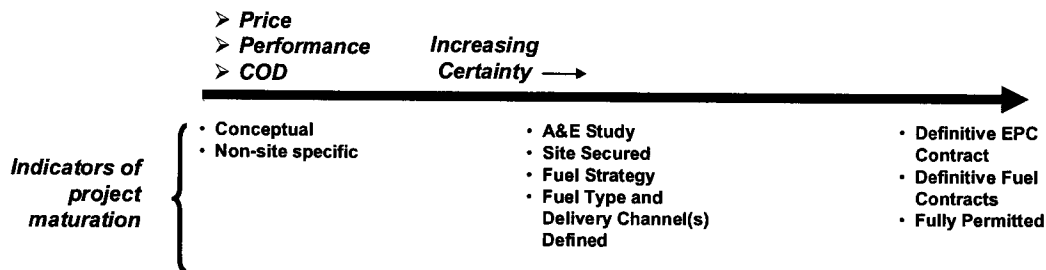 ➢ Price
➢ Performance
➢ COD
Increasing
Certainty →
Indicators of
project
maturation
• Conceptual
• Non-site specific
• A&E Study
• Site Secured
• Fuel Strategy
• Fuel Type and
Delivery Channel(s)
Defined
• Definitive EPC
Contract
• Definitive Fuel
Contracts
• Fully Permitted